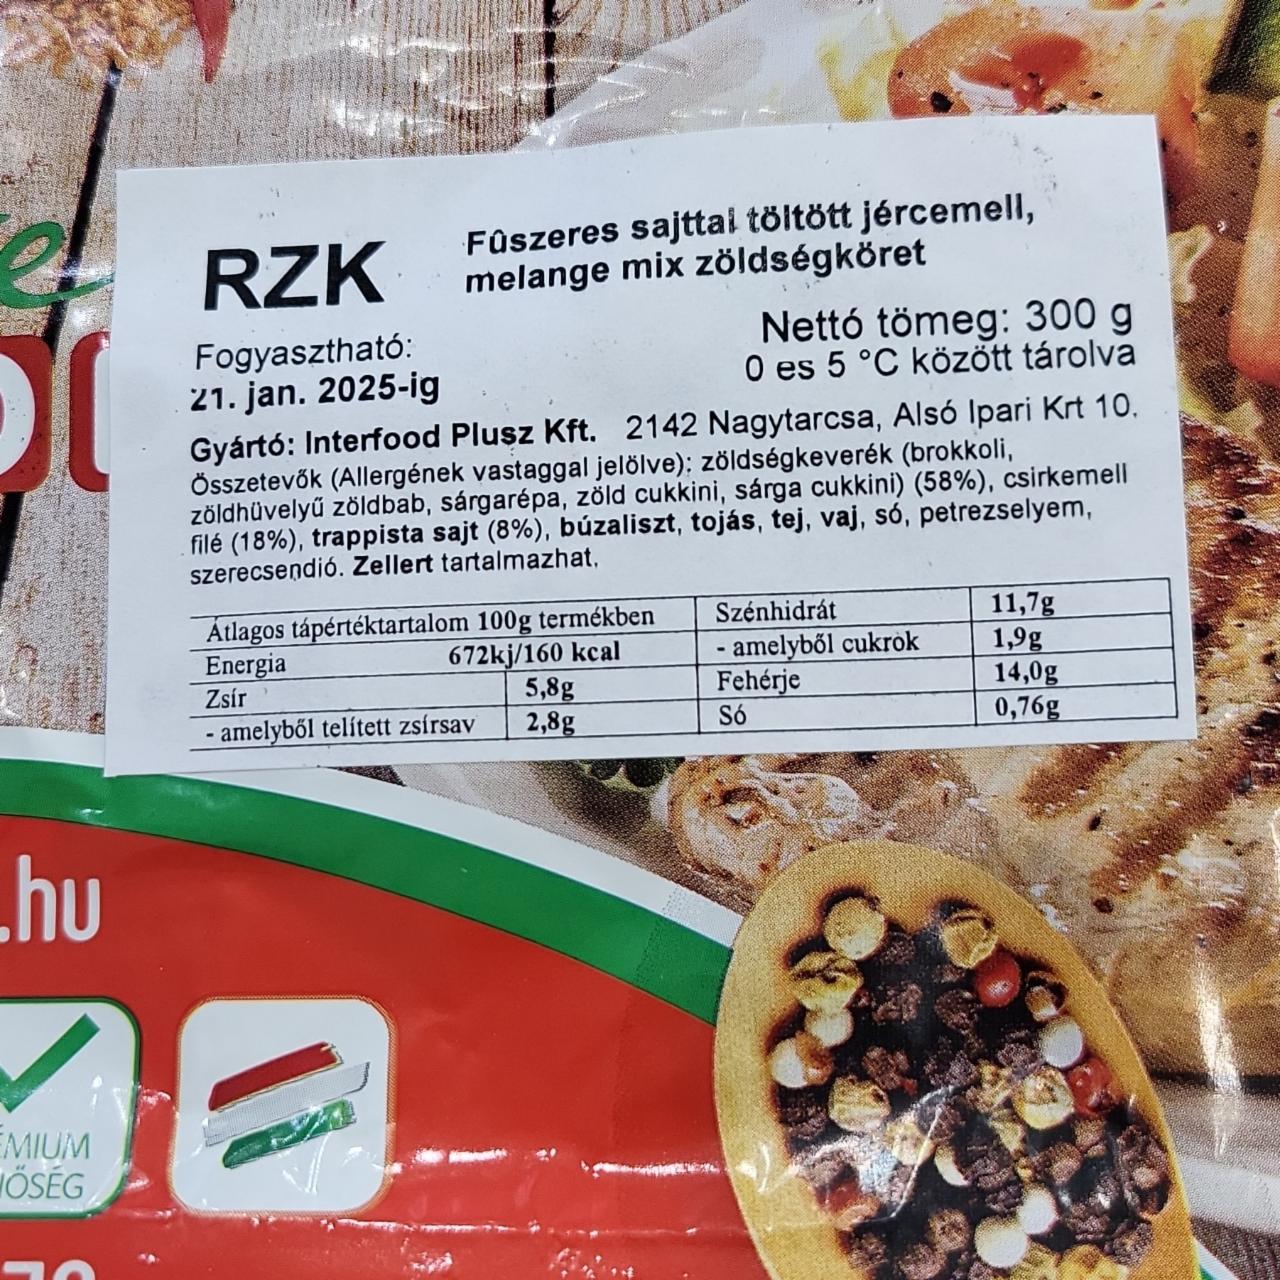 RZK
Fûszeres sajttal töltött jércemell,
melange mix zöldségköret
Fogyasztható:
21. jan. 2025-ig
Nettó tömeg: 300 g
0 es 5 °C között tárolva
Gyártó: Interfood Plusz Kft. 2142 Nagytarcsa, Alsó Ipari Krt 10.
Összetevők (Allergének vastaggal jelölve): zöldségkeverék (brokkoli,
zöldhüvelyű zöldbab, sárgarépa, zöld cukkini, sárga cukkini) (58%), csirkemell
filé (18%), trappista sajt (8%), búzaliszt, tojás, tej, vaj, só, petrezselyem,
szerecsendió. Zellert tartalmazhat.
Átlagos tápértéktartalom 100g termékben
Energia 672kj/160 kcal
Zsír 5,8g
- amelyből telített zsírsav 2,8g
Szénhidrát 11,7g
- amelyből cukrok 1,9g
Fehérje 14,0g
Só 0,76g
.hu